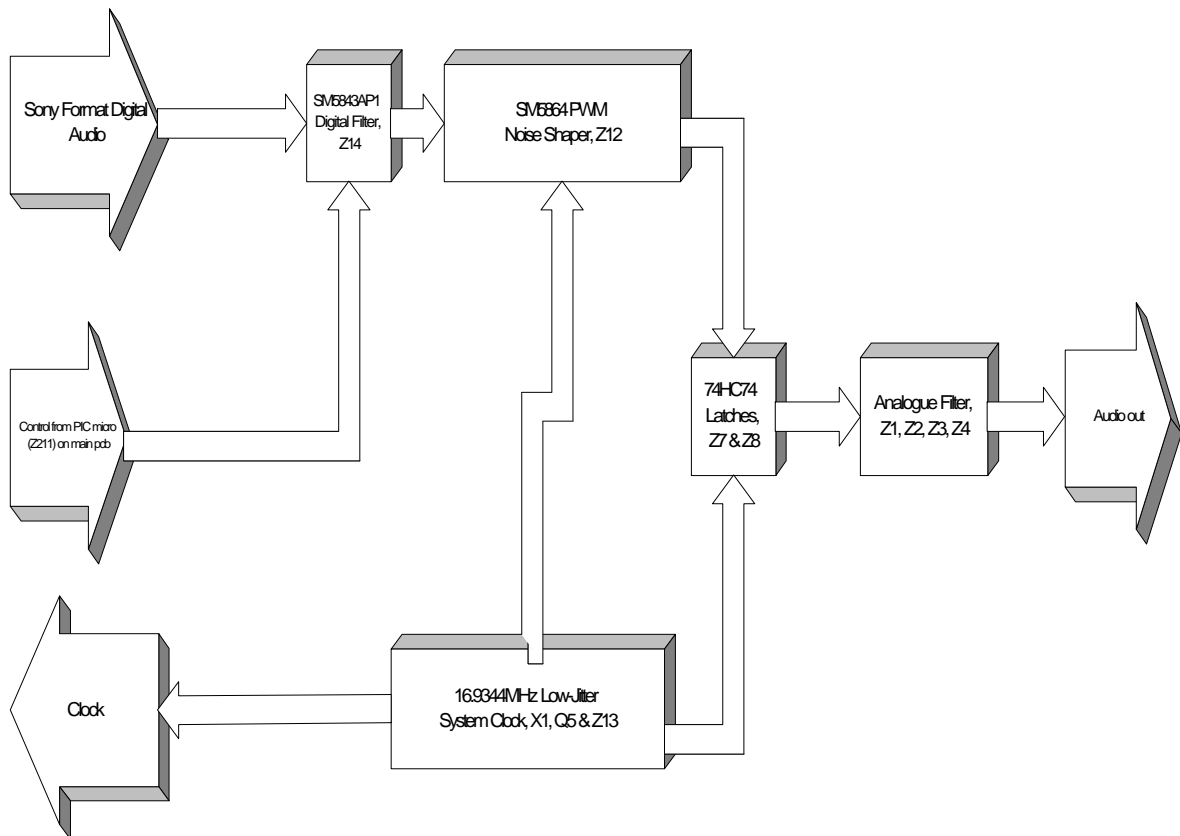 Sony Format Digital
Audio
SM5843AP1
Digital Filter,
Z14
SM5864 PWM
Noise Shaper, Z12
Control from PIC micro
(Z211) on main pcb
74HC74
Latches,
Z7 & Z8
Analogue Filter,
Z1, Z2, Z3, Z4
Audio out
Clock
16.9344MHz Low-Jitter
System Clock, X1, Q5 & Z13